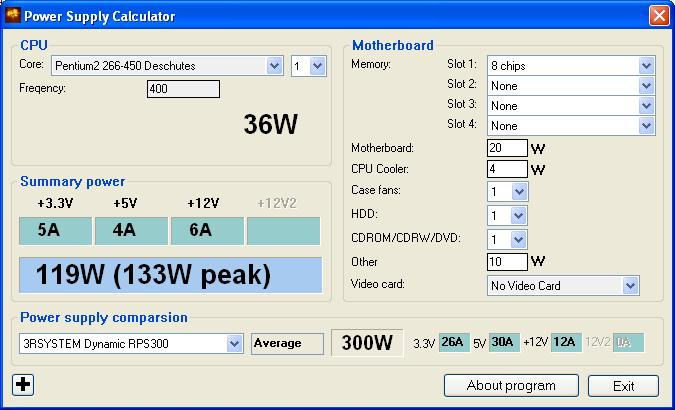 Power Supply Calculator
CPU
Core: Pentium2 266-450 Deschutes 1
Freqency: 400
36W
Motherboard
Memory: Slot 1: 8 chips
Slot 2: None
Slot 3: None
Slot 4: None
Motherboard: 20 W
CPU Cooler: 4 W
Case fans: 1
HDD: 1
CDROM/CDRW/DVD: 1
Other 10 W
Video card: No Video Card
Summary power
+3.3V +5V +12V +12V2
5A 4A 6A
119W (133W peak)
Power supply comparsion
3RSYSTEM Dynamic RPS300 Average 300W 3.3V 26A 5V 30A +12V 12A 12V2 0A
About program Exit